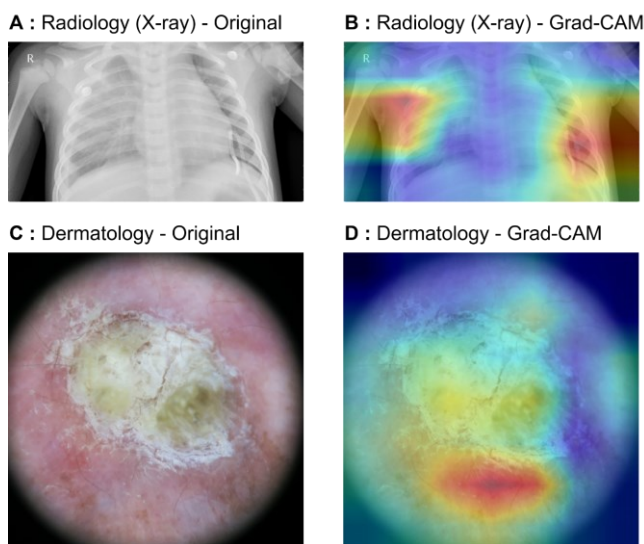 A : Radiology (X-ray) - Original
B : Radiology (X-ray) - Grad-CAM
R
R
C : Dermatology - Original
D : Dermatology - Grad-CAM